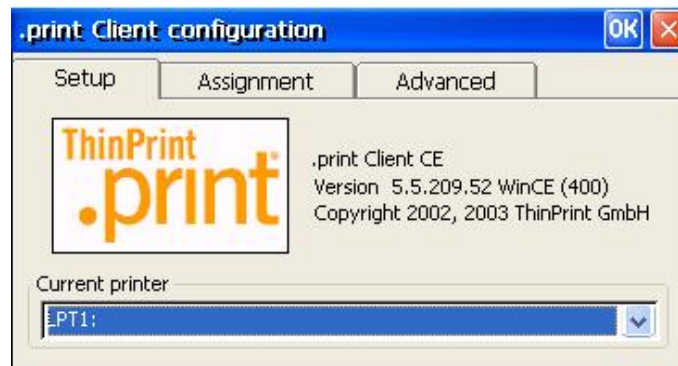 .print Client configuration OK
Setup Assignment Advanced
ThinPrint
.print
.print Client CE
Version 5.5.209.52 WinCE (400)
Copyright 2002, 2003 ThinPrint GmbH
Current printer
LPT1: